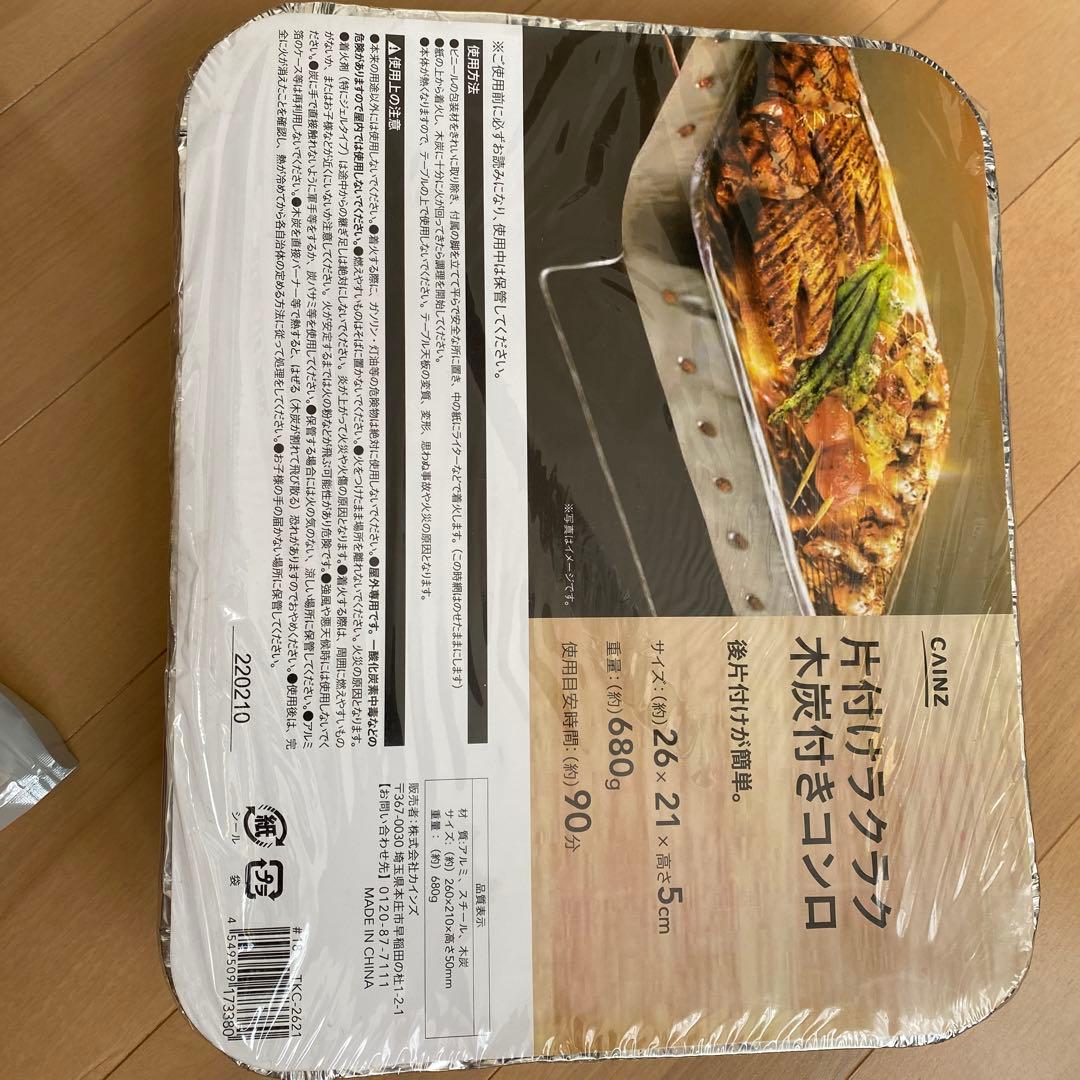 CAINZ
片付けラクラク
木炭付きコンロ
後片付けが簡単。
サイズ：（約）26×21×高さ5cm
重量：（約）680g
使用目安時間：（約）90分
※写真はイメージです。
※ご使用前に必ずお読みになり、使用中は保管してください。
使用方法
●ビニールの包装材をきれいに取り除き、付属の脚を立てて平らで安全な所に置き、中の紙にライターなどで着火します。（この時網はのせたままにします）
●紙の上から着火し、木炭に十分に火が回ってきたら調理を開始してください。
●本体が熱くなりますので、テーブルの上で使用しないでください。テーブル天板の変質、変形、思わぬ事故や火災の原因となります。
使用上の注意
●本来の用途以外には使用しないでください。●着火する際に、ガソリン・灯油等の危険物は絶対に使用しないでください。●屋外専用です。一酸化炭素中毒などの
危険がありますので屋内では使用しないでください。●燃えやすいものはそばに置かないでください。●火をつけたまま場所を離れないでください。火災の原因となります。
●着火剤（特にジェルタイプ）は途中からの継ぎ足しは絶対にしないでください。炎が上がって火災や火傷の原因となります。●着火する際は、周囲に燃えやすいもの
がないか、またはお子様などが近くにいないか注意してください。火が安定するまでは火の粉などが飛ぶ可能性があり危険です。●強風や悪天候時には使用しないでく
ださい。●炭に手で直接触れないように軍手等をするか、炭バサミ等を使用してください。●保管する場合には火の気のない、涼しい場所に保管してください。●アルミ
箔のケース等は再利用しないでください。●木炭を直接バーナー等で熱すると、はぜる（木炭が割れて飛び散る）恐れがありますのでおやめください。●使用後は、完
全に火が消えたことを確認し、熱が冷めてから各自治体の定める方法に従って処理をしてください。●お子様の手の届かない場所に保管してください。
220210
品質表示
材 質：アルミ、スチール、木炭
サイズ：（約）260×210×高さ50mm
重量：（約）680g
販売者：株式会社カインズ
〒367-0030 埼玉県本庄市早稲田の杜1-2-1
【お問い合わせ先】0120-87-7111
MADE IN CHINA
紙
シール
プラ
袋
#18 TKC-2621
4 549509 173380